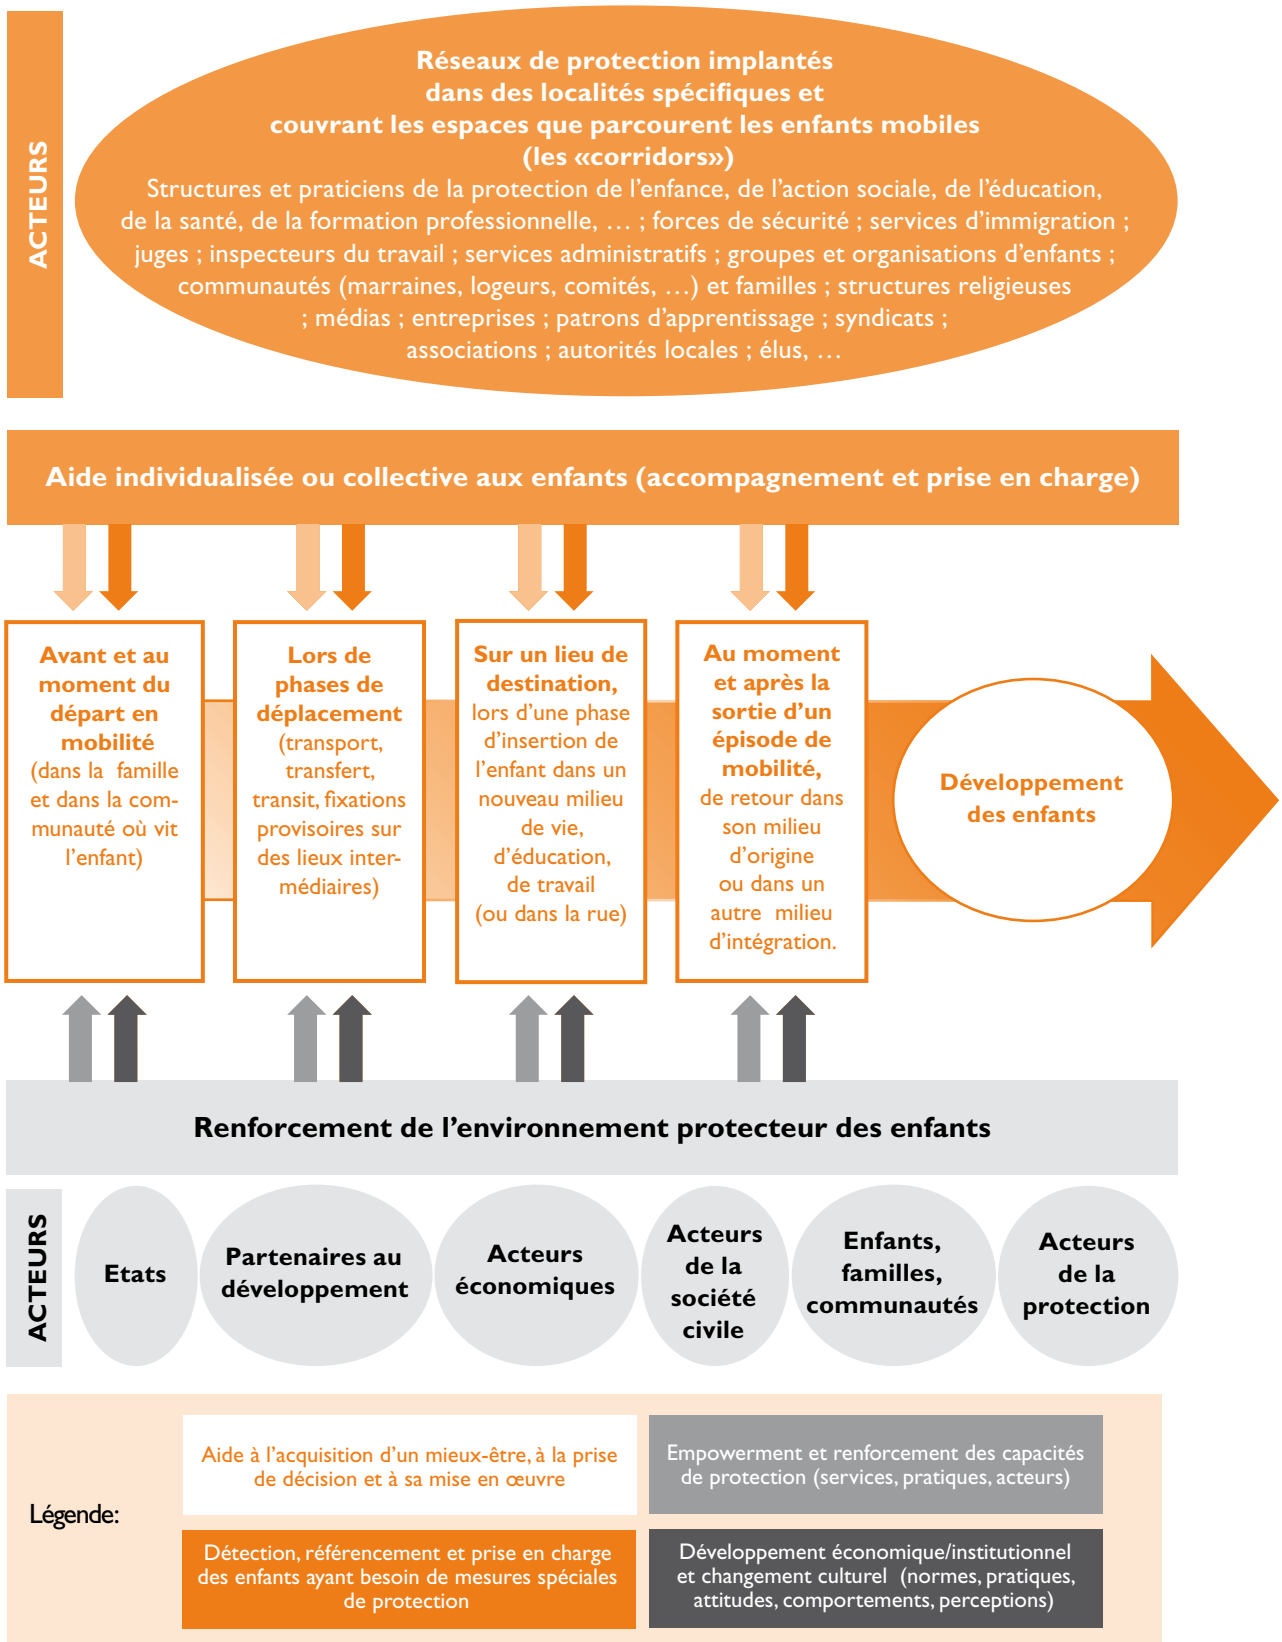 ACTEURS
Réseaux de protection implantés
dans des localités spécifiques et
couvrant les espaces que parcourent les enfants mobiles
(les «corridors»)
Structures et praticiens de la protection de l'enfance, de l'action sociale, de l'éducation,
de la santé, de la formation professionnelle, … ; forces de sécurité ; services d'immigration ;
juges ; inspecteurs du travail ; services administratifs ; groupes et organisations d'enfants ;
communautés (marraines, logeurs, comités, …) et familles ; structures religieuses
; médias ; entreprises ; patrons d'apprentissage ; syndicats ;
associations ; autorités locales ; élus, …
Aide individualisée ou collective aux enfants (accompagnement et prise en charge)
Avant et au
moment du
départ en
mobilité
(dans la famille
et dans la com-
munauté où vit
l'enfant)
Lors de
phases de
déplacement
(transport,
transfert,
transit, fixations
provisoires sur
des lieux inter-
médiaires)
Sur un lieu de
destination,
lors d'une phase
d'insertion de
l'enfant dans un
nouveau milieu
de vie,
d'éducation,
de travail
(ou dans la rue)
Au moment
et après la
sortie d'un
épisode de
mobilité,
de retour dans
son milieu
d'origine
ou dans un
autre milieu
d'intégration.
Développement
des enfants
Renforcement de l'environnement protecteur des enfants
ACTEURS
Etats
Partenaires au
développement
Acteurs
économiques
Acteurs
de la
société
civile
Enfants,
familles,
communautés
Acteurs
de la
protection
Légende:
Aide à l'acquisition d'un mieux-être, à la prise
de décision et à sa mise en œuvre
Détection, référencement et prise en charge
des enfants ayant besoin de mesures spéciales
de protection
Empowerment et renforcement des capacités
de protection (services, pratiques, acteurs)
Développement économique/institutionnel
et changement culturel (normes, pratiques,
attitudes, comportements, perceptions)